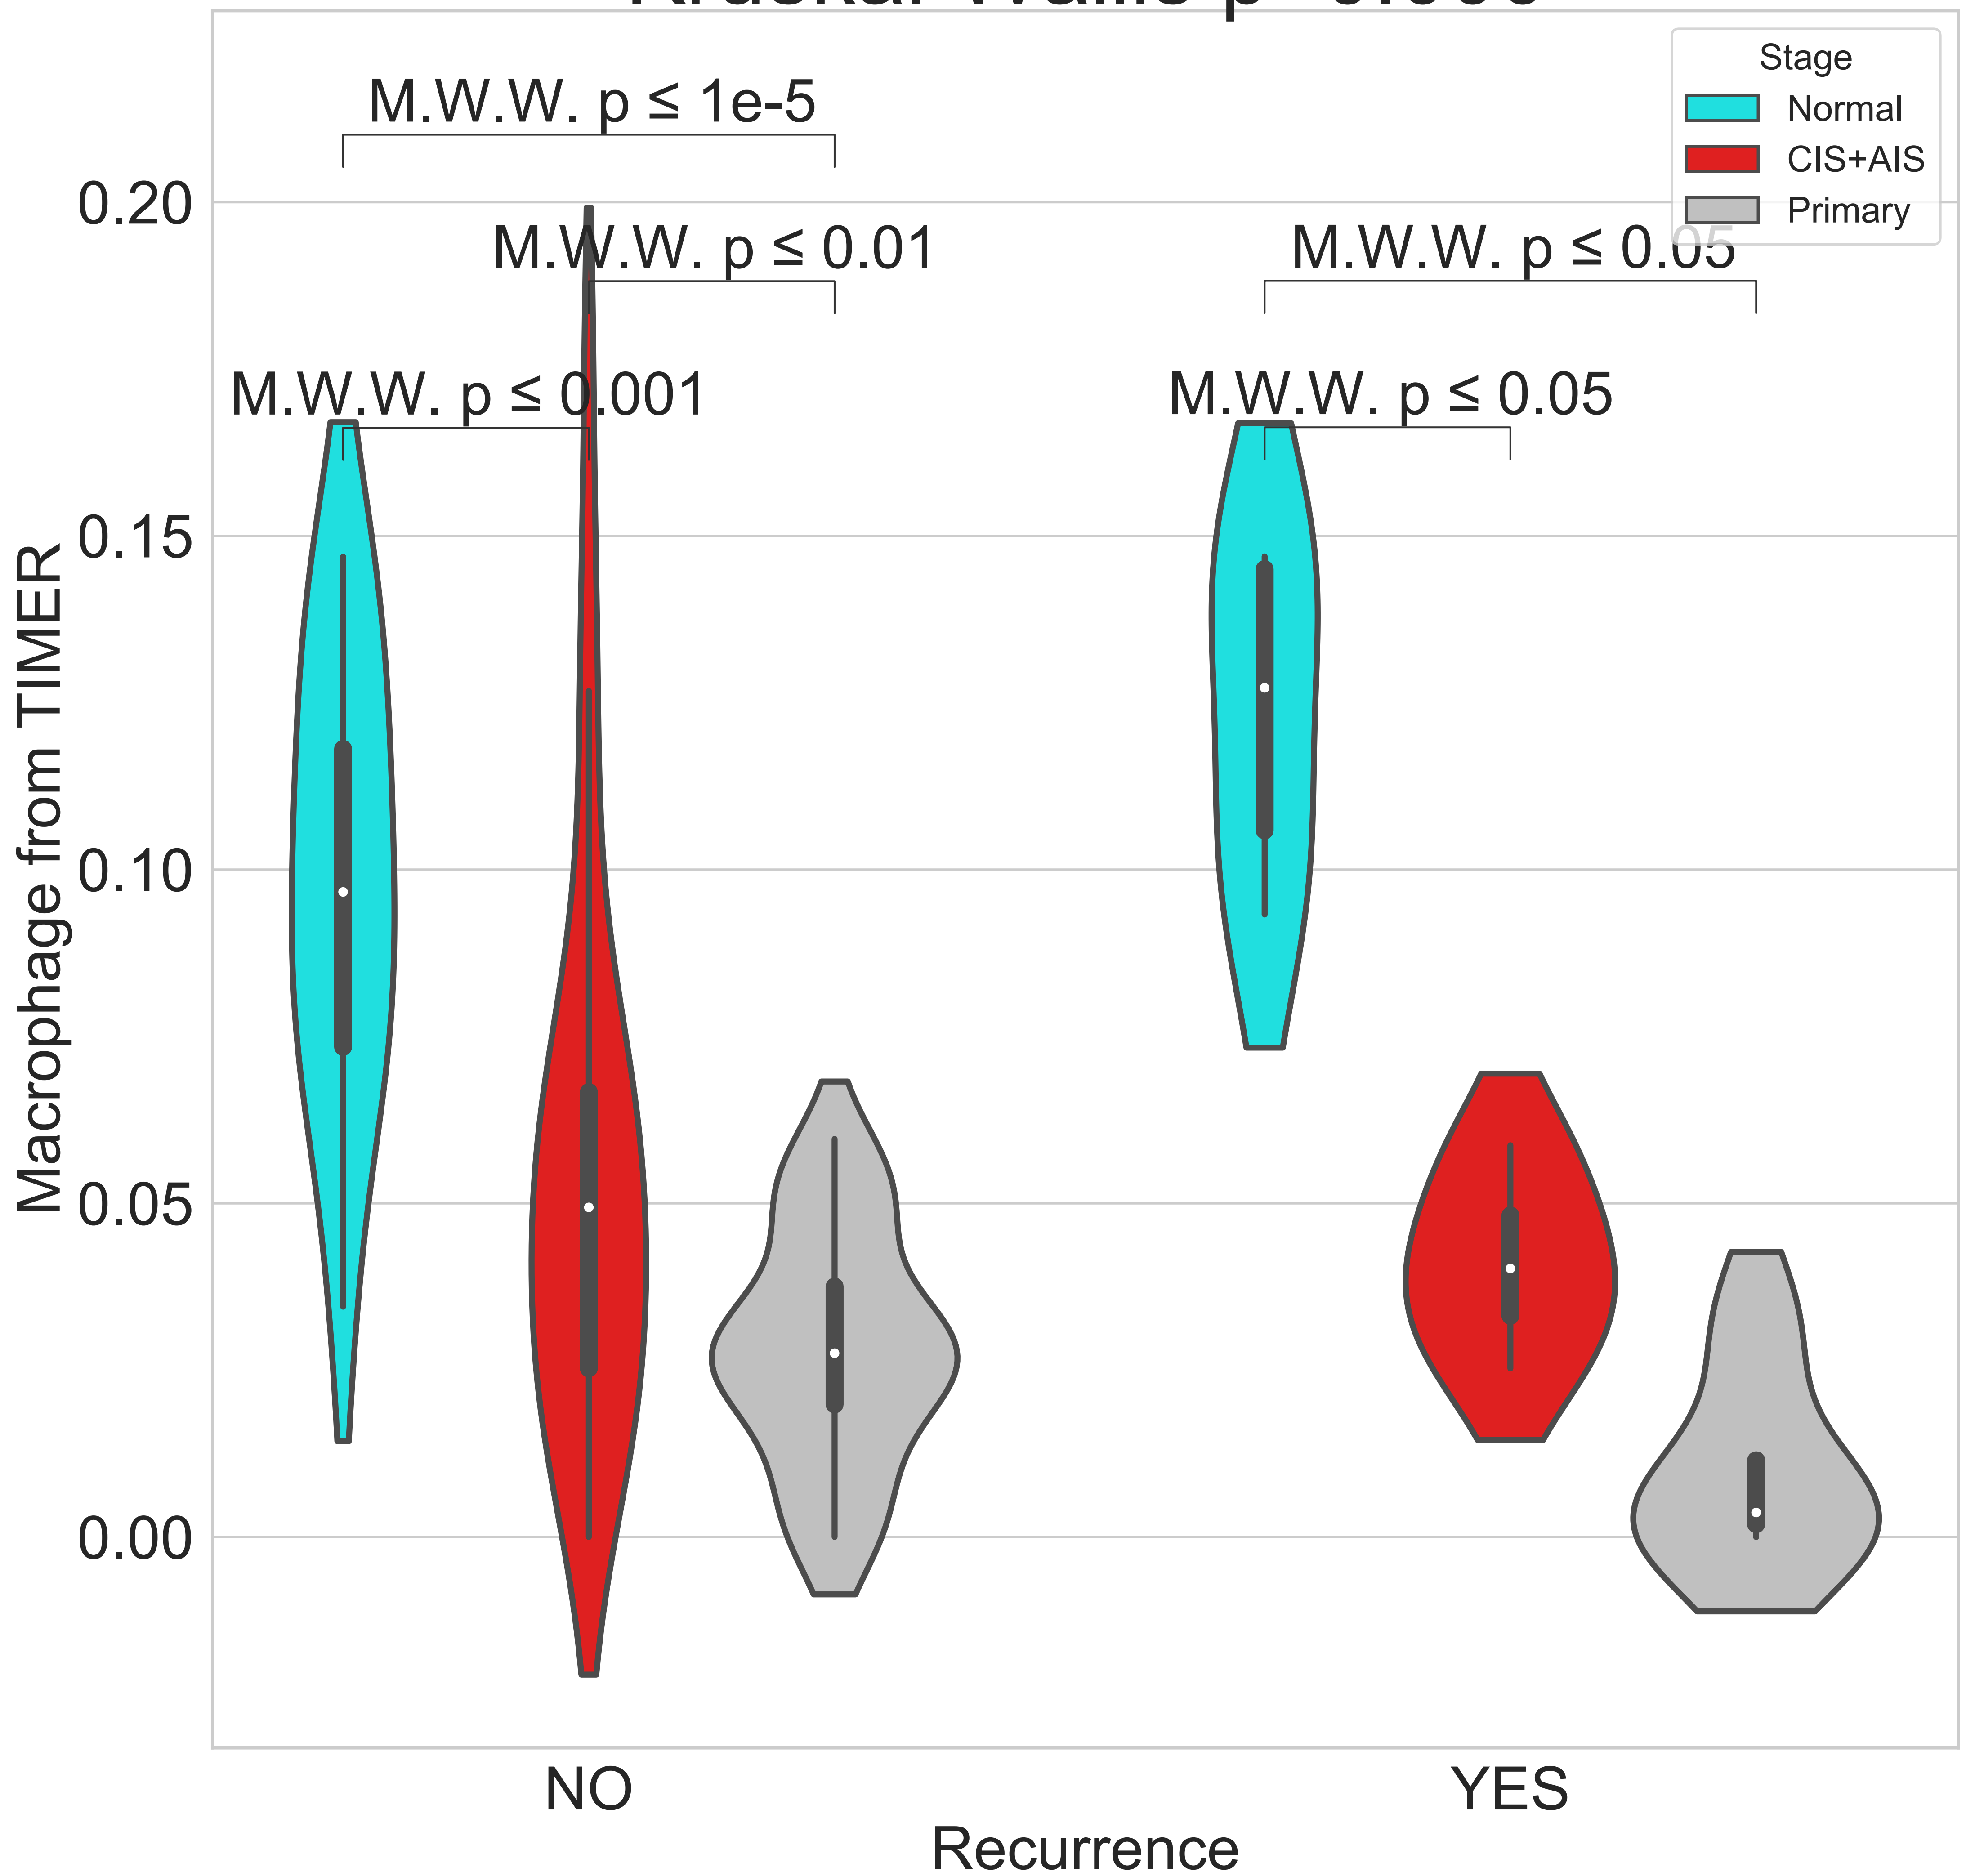 Stage
Normal
CIS+AIS
Primary
M.W.W. p ≤ 1e-5
M.W.W. p ≤ 0.01
M.W.W. p ≤ 0.05
M.W.W. p ≤ 0.001
M.W.W. p ≤ 0.05
Macrophage from TIMER
0.20
0.15
0.10
0.05
0.00
NO
YES
Recurrence